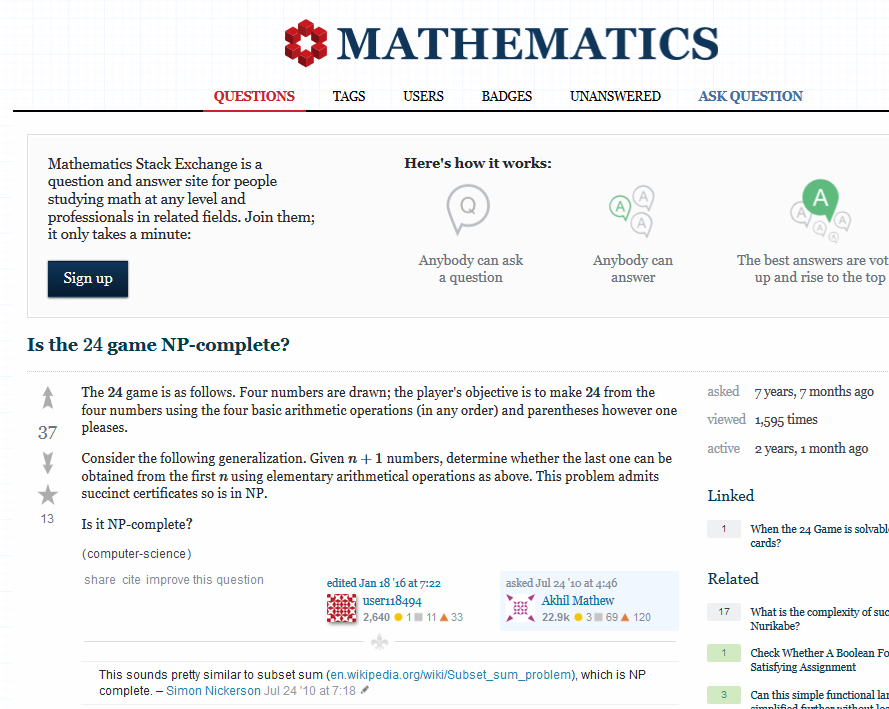 MATHEMATICS
QUESTIONS TAGS USERS BADGES UNANSWERED ASK QUESTION
Mathematics Stack Exchange is a
question and answer site for people
studying math at any level and
professionals in related fields. Join them;
it only takes a minute:
Sign up
Here's how it works:
Q
Anybody can ask
a question
A
A
A
Anybody can
answer
A
A
A
A
A
The best answers are vot
up and rise to the top
Is the 24 game NP-complete?
37
13
The 24 game is as follows. Four numbers are drawn; the player's objective is to make 24 from the
four numbers using the four basic arithmetic operations (in any order) and parentheses however one
pleases.
Consider the following generalization. Given n + 1 numbers, determine whether the last one can be
obtained from the first n using elementary arithmetical operations as above. This problem admits
succinct certificates so is in NP.
Is it NP-complete?
(computer-science)
share cite improve this question
edited Jan 18 '16 at 7:22
user118494
2,640 1 11 33
asked Jul 24 '10 at 4:46
Akhil Mathew
22.9k 3 69 120
This sounds pretty similar to subset sum (en.wikipedia.org/wiki/Subset_sum_problem), which is NP
complete. – Simon Nickerson Jul 24 '10 at 7:18
asked 7 years, 7 months ago
viewed 1,595 times
active 2 years, 1 month ago
Linked
1 When the 24 Game is solvabl
cards?
Related
17 What is the complexity of suc
Nurikabe?
1 Check Whether A Boolean Fo
Satisfying Assignment
3 Can this simple functional lan
simplified further without los